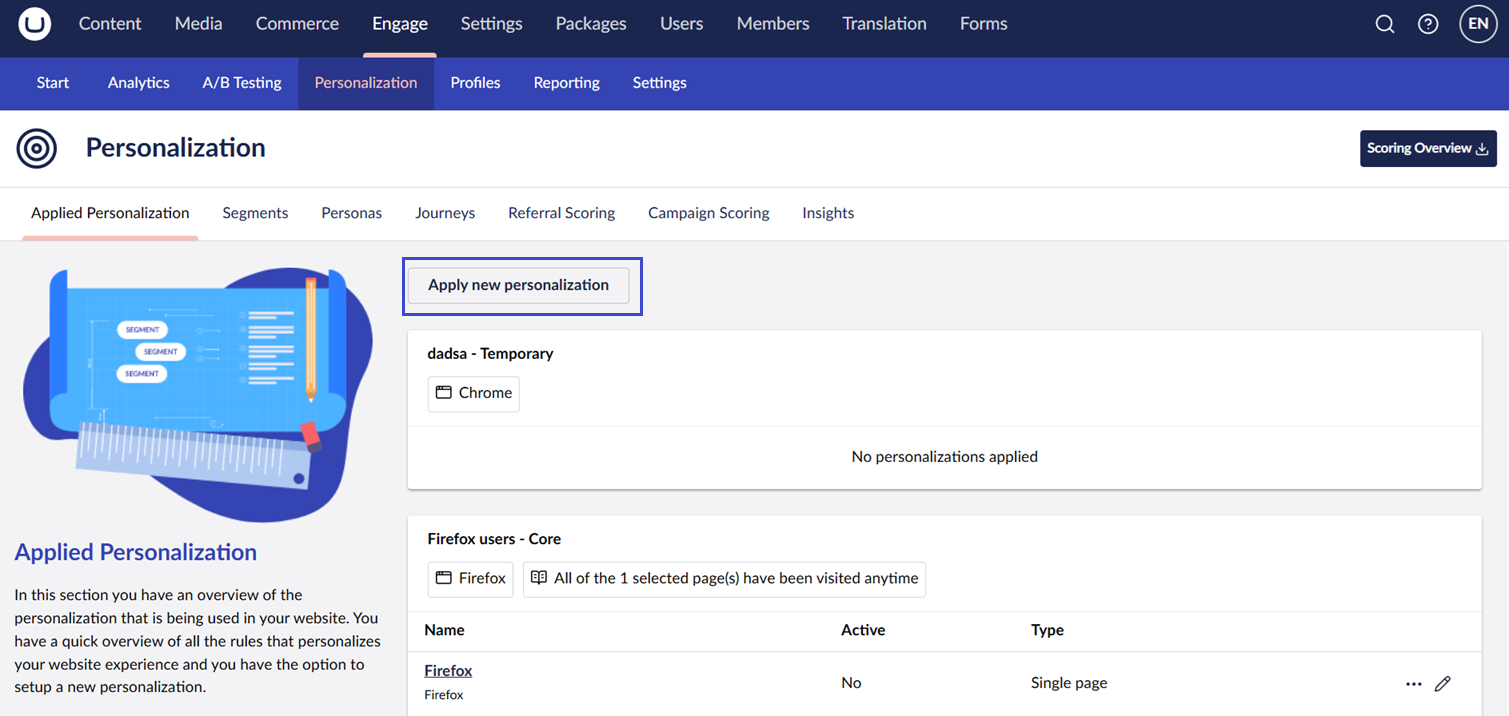 Content Media Commerce Engage Settings Packages Users Members Translation Forms EN
Start Analytics A/B Testing Personalization Profiles Reporting Settings
Personalization
Scoring Overview
Applied Personalization Segments Personas Journeys Referral Scoring Campaign Scoring Insights
SEGMENT
SEGMENT
SEGMENT
Applied Personalization
In this section you have an overview of the
personalization that is being used in your website. You
have a quick overview of all the rules that personalizes
your website experience and you have the option to
setup a new personalization.
Apply new personalization
dadsa - Temporary
Chrome
No personalizations applied
Firefox users - Core
Firefox All of the 1 selected page(s) have been visited anytime
Name Active Type
Firefox No Single page
Firefox